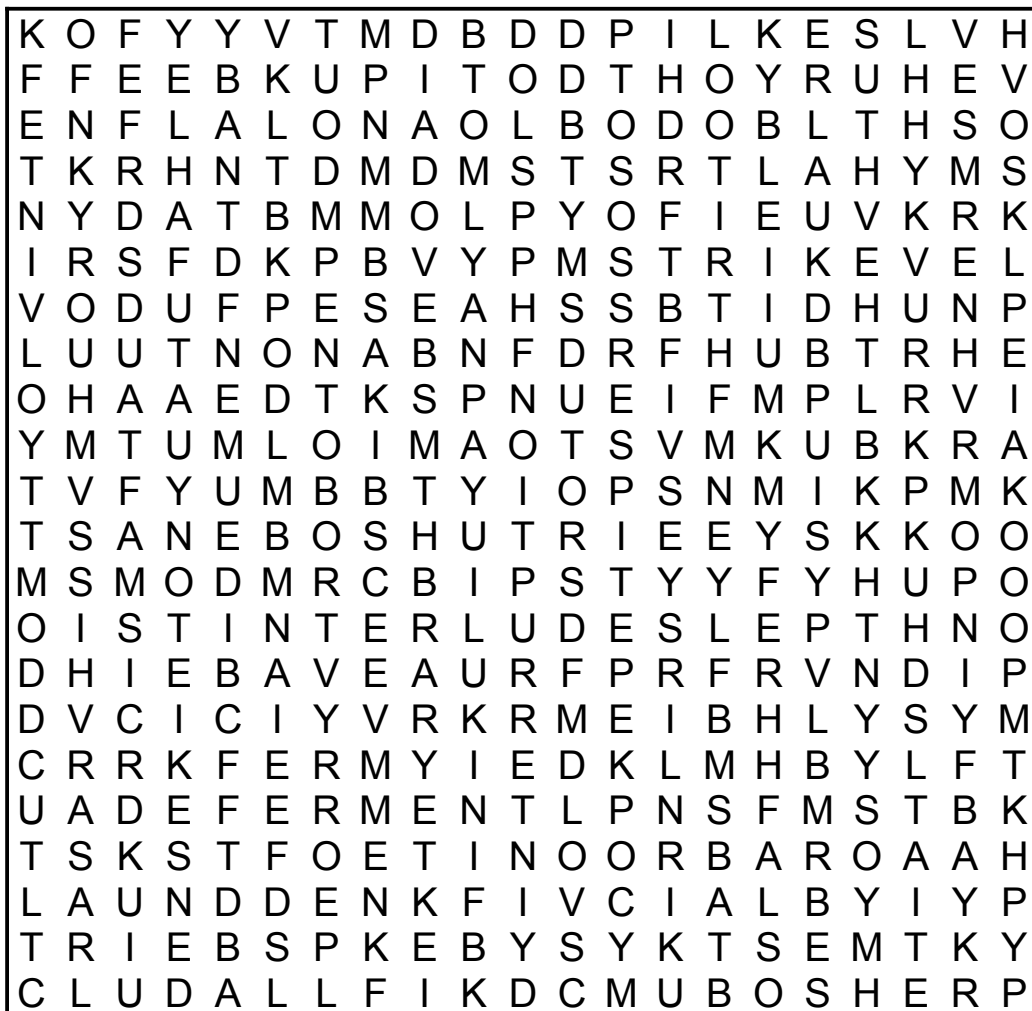 K O F Y Y V T M D B D D P I L K E S L V H
F F E E B K U P I T O D T H O Y R U H E V
E N F L A L O N A O L B O D O B L T H S O
T K R H N T D M D M S T S R T L A H Y M S
N Y D A T B M M O L P Y O F I E U V K R K
I R S F D K P B V Y P M S T R I K E V E L
V O D U F P E S E A H S S B T I D H U N P
L U U T N O N A B N F D R F H U B T R H E
O H A A E D T K S P N U E I F M P L R V I
Y M T U M L O I M A O T S V M K U B K R A
T V F Y U M B B T Y I O P S N M I K P M K
T S A N E B O S H U T R I E E Y S K K O O
M S M O D M R C B I P S T Y Y F Y H U P O
O I S T I N T E R L U D E S L E P T H N O
D H I E B A V E A U R F P R F R V N D I P
D V C I C I Y V R K R M E I B H L Y S Y M
C R R K F E R M Y I E D K L M H B Y L F T
U A D E F E R M E N T L P N S F M S T B K
T S K S T F O E T I N O O R B A R O A A H
L A U N D D E N K F I V C I A L B Y I Y P
T R I E B S P K E B Y S Y K T S E M T K Y
C L U D A L L F I K D C M U B O S H E R P